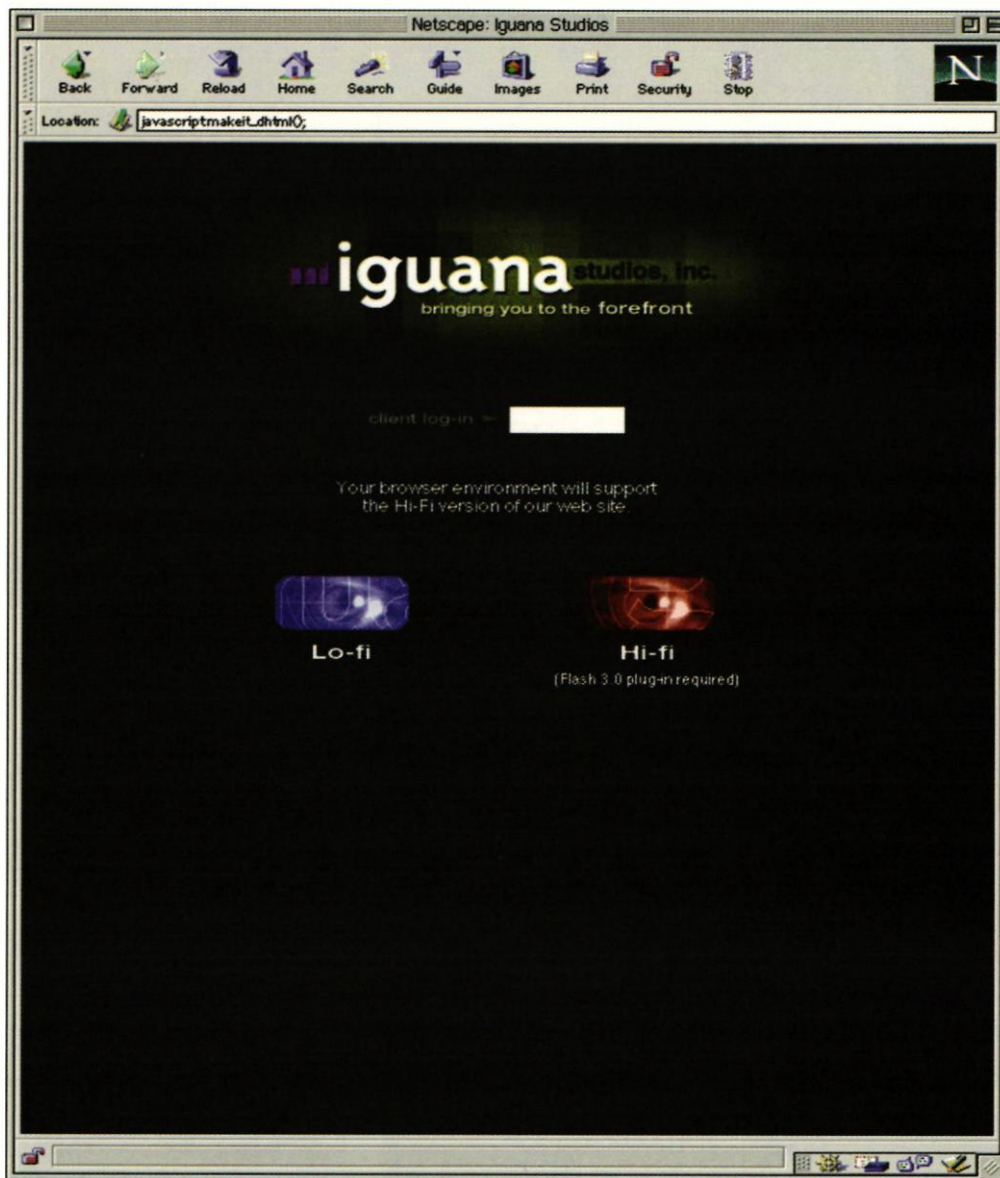 Netscape: Iguana Studios
Back Forward Reload Home Search Guide Images Print Security Stop
N
Location: javascript:makeit_dhtml();
iguana studios, inc.
bringing you to the forefront
client log-in
Your browser environment will support
the Hi-Fi version of our web site.
Lo-fi Hi-fi
(Flash 3.0 plug-in required)